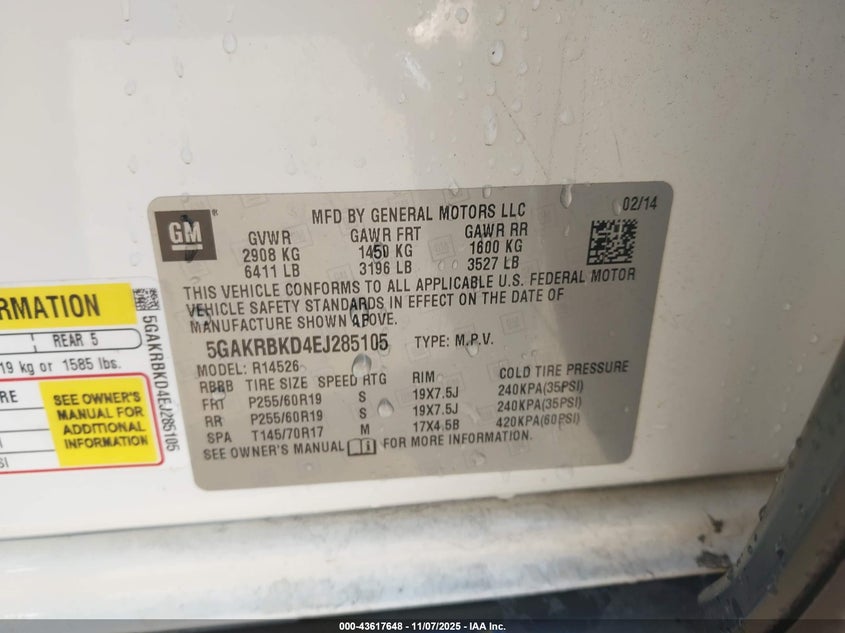 GM
®
MFD BY GENERAL MOTORS LLC
02/14
GVWR GAWR FRT GAWR RR
2908 KG 1450 KG 1600 KG
6411 LB 3196 LB 3527 LB
THIS VEHICLE CONFORMS TO ALL APPLICABLE U.S. FEDERAL MOTOR
VEHICLE SAFETY STANDARDS IN EFFECT ON THE DATE OF
MANUFACTURE SHOWN ABOVE.
5GAKRBKD4EJ285105 TYPE: M.P.V.
MODEL: R14526
RBBB TIRE SIZE SPEED RTG RIM COLD TIRE PRESSURE
FRT P255/60R19 S 19X7.5J 240KPA(35PSI)
RR P255/60R19 S 19X7.5J 240KPA(35PSI)
SPA T145/70R17 M 17X4.5B 420KPA(60PSI)
SEE OWNER'S MANUAL FOR MORE INFORMATION.
ORMATION
REAR 5
19 kg or 1585 lbs.
RE
SEE OWNER'S
MANUAL FOR
ADDITIONAL
INFORMATION
SI
5GAKRBKD4EJ285105
000-43617648 - 11/07/2025 - IAA Inc.